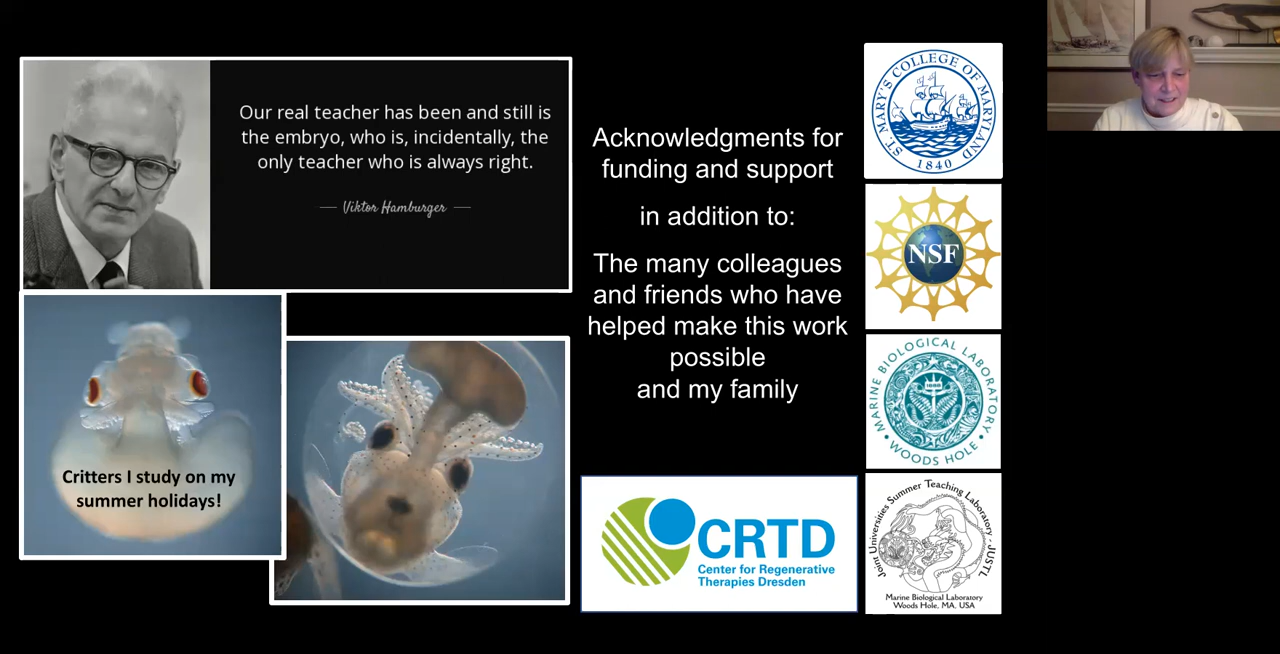 Our real teacher has been and still is
the embryo, who is, incidentally, the
only teacher who is always right.
Viktor Hamburger
Critters I study on my
summer holidays!
Acknowledgments for
funding and support
in addition to:
The many colleagues
and friends who have
helped make this work
possible
and my family
CRTD
Center for Regenerative
Therapies Dresden
ST. MARY'S COLLEGE OF MARYLAND
1840
NSF
MARINE BIOLOGICAL LABORATORY
WOODS HOLE
1888
Joint Universities Summer Teaching Laboratory - JUSTL
Marine Biological Laboratory
Woods Hole, MA, USA